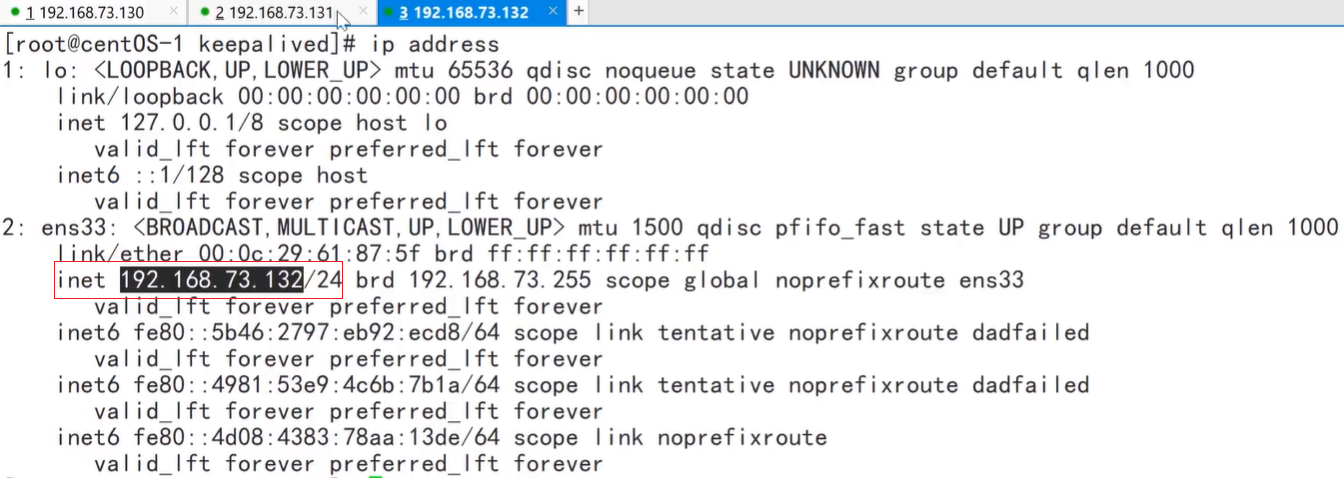 1 192.168.73.130 × 2 192.168.73.131 × 3 192.168.73.132 × +
[root@centOS-1 keepalived]# ip address
1: lo: <LOOPBACK,UP,LOWER_UP> mtu 65536 qdisc noqueue state UNKNOWN group default qlen 1000
link/loopback 00:00:00:00:00:00 brd 00:00:00:00:00:00
inet 127.0.0.1/8 scope host lo
valid_lft forever preferred_lft forever
inet6 ::1/128 scope host
valid_lft forever preferred_lft forever
2: ens33: <BROADCAST,MULTICAST,UP,LOWER_UP> mtu 1500 qdisc pfifo_fast state UP group default qlen 1000
link/ether 00:0c:29:61:87:5f brd ff:ff:ff:ff:ff:ff
inet 192.168.73.132/24 brd 192.168.73.255 scope global noprefixroute ens33
valid_lft forever preferred_lft forever
inet6 fe80::5b46:2797:eb92:ecd8/64 scope link tentative noprefixroute dadfailed
valid_lft forever preferred_lft forever
inet6 fe80::4981:53e9:4c6b:7b1a/64 scope link tentative noprefixroute dadfailed
valid_lft forever preferred_lft forever
inet6 fe80::4d08:4383:78aa:13de/64 scope link noprefixroute
valid_lft forever preferred_lft forever